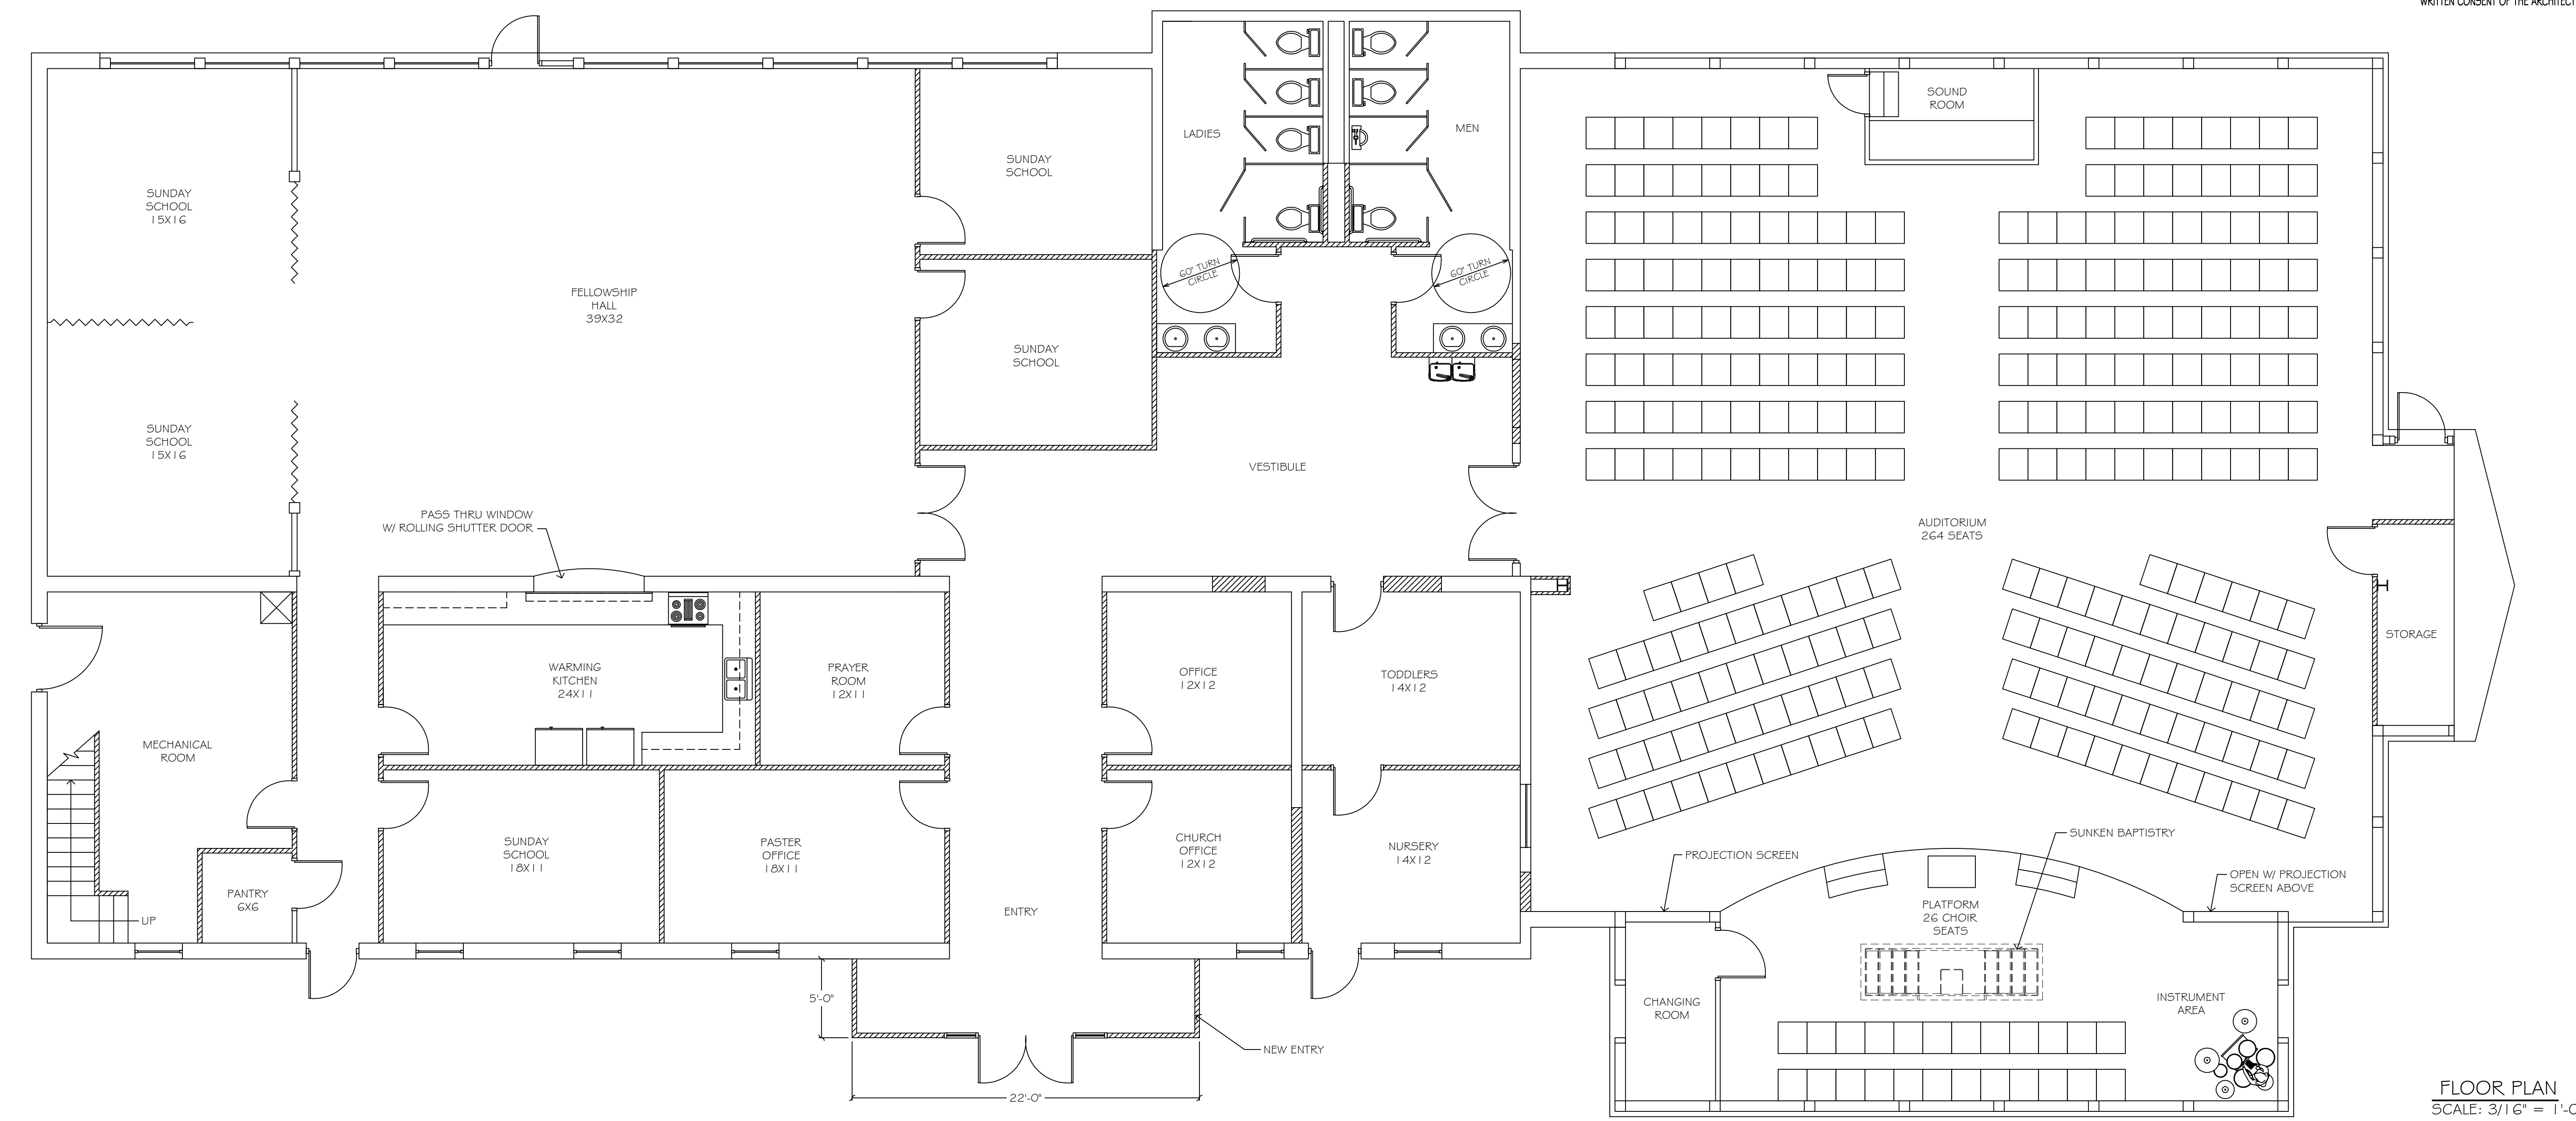 WRITTEN CONSENT OF THE ARCHITECT
SOUND
ROOM
LADIES
MEN
SUNDAY
SCHOOL
SUNDAY
SCHOOL
15X16
60" TURN
CIRCLE
60" TURN
CIRCLE
FELLOWSHIP
HALL
39X32
SUNDAY
SCHOOL
SUNDAY
SCHOOL
15X16
VESTIBULE
PASS THRU WINDOW
W/ ROLLING SHUTTER DOOR
AUDITORIUM
264 SEATS
STORAGE
WARMING
KITCHEN
24X11
PRAYER
ROOM
12X11
OFFICE
12X12
TODDLERS
14X12
MECHANICAL
ROOM
SUNDAY
SCHOOL
18X11
PASTER
OFFICE
18X11
CHURCH
OFFICE
12X12
NURSERY
14X12
SUNKEN BAPTISTRY
PROJECTION SCREEN
OPEN W/ PROJECTION
SCREEN ABOVE
PANTRY
6X6
UP
ENTRY
PLATFORM
26 CHOIR
SEATS
5'-0"
CHANGING
ROOM
INSTRUMENT
AREA
NEW ENTRY
22'-0"
FLOOR PLAN
SCALE: 3/16" = 1'-0